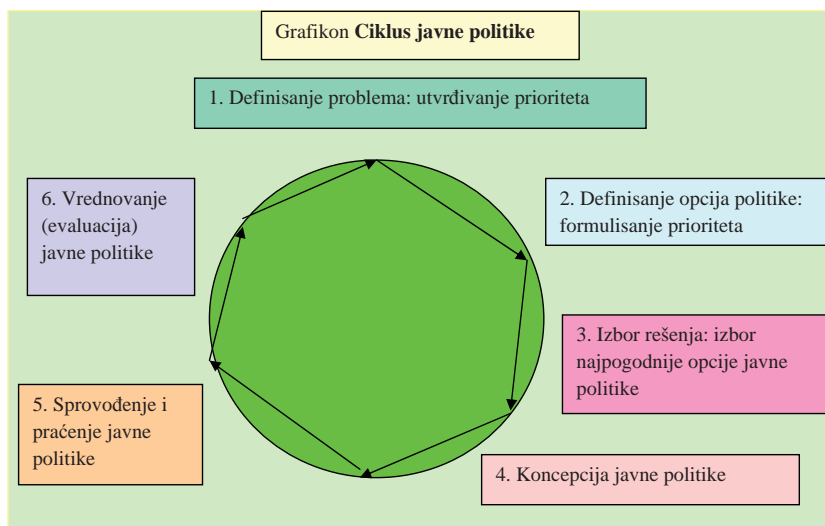 Grafikon Ciklus javne politike
1. Definisanje problema: utvrđivanje prioriteta
2. Definisanje opcija politike:
formulisanje prioriteta
3. Izbor rešenja: izbor
najpogodnije opcije javne
politike
4. Koncepcija javne politike
5. Sprovođenje i
praćenje javne
politike
6. Vrednovanje
(evaluacija)
javne politike